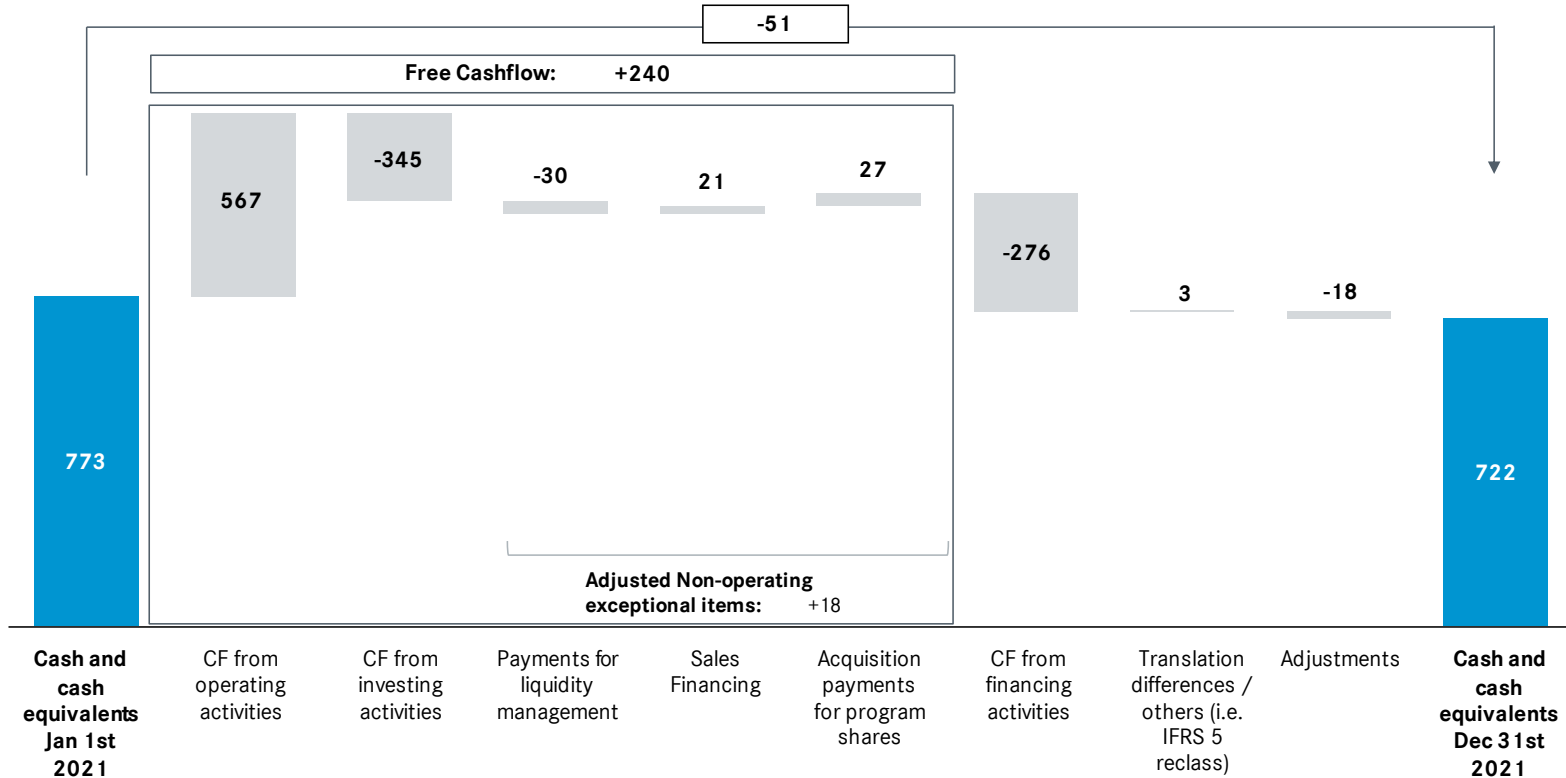 -51
Free Cashflow: +240
567
-345
-30
21
27
-276
3
-18
773
722
Adjusted Non-operating
exceptional items: +18
Cash and
cash
equivalents
Jan 1st
2021
CF from
operating
activities
CF from
investing
activities
Payments for
liquidity
management
Sales
Financing
Acquisition
payments
for program
shares
CF from
financing
activities
Translation
differences /
others (i.e.
IFRS 5
reclass)
Adjustments
Cash and
cash
equivalents
Dec 31st
2021